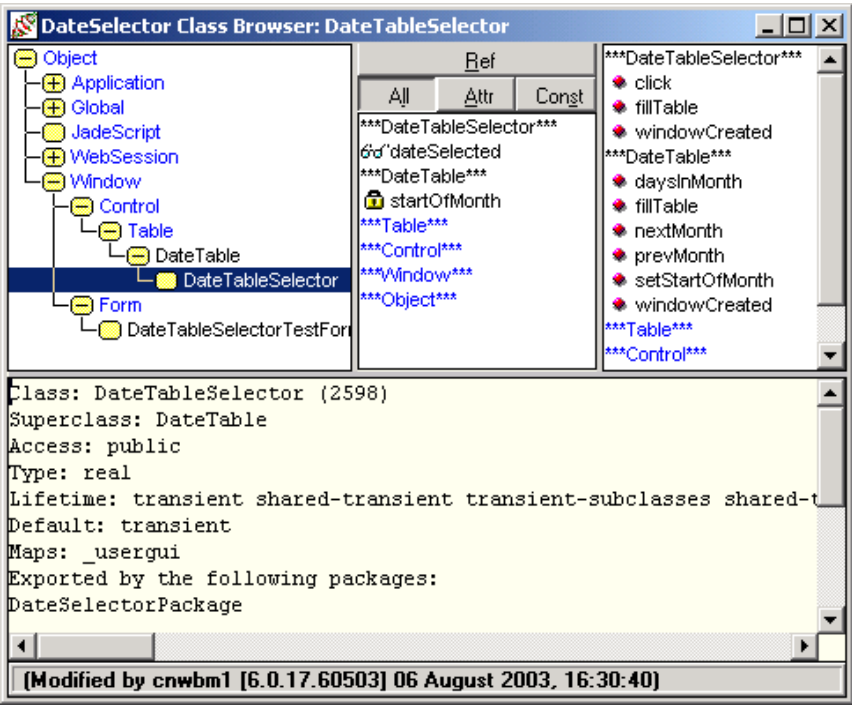 DateSelector Class Browser: DateTableSelector
Object
Application
Global
JadeScript
WebSession
Window
Control
Table
DateTable
DateTableSelector
Form
DateTableSelectorTestForm
Ref
All
Attr
Const
***DateTableSelector***
dateSelected
***DateTable***
startOfMonth
***Table***
***Control***
***Window***
***Object***
***DateTableSelector***
click
fillTable
windowCreated
***DateTable***
daysInMonth
fillTable
nextMonth
prevMonth
setStartOfMonth
windowCreated
***Table***
***Control***
Class: DateTableSelector (2598)
Superclass: DateTable
Access: public
Type: real
Lifetime: transient shared-transient transient-subclasses shared-t
Default: transient
Maps: _usergui
Exported by the following packages:
DateSelectorPackage
(Modified by cnwbm1 [6.0.17.60503] 06 August 2003, 16:30:40)